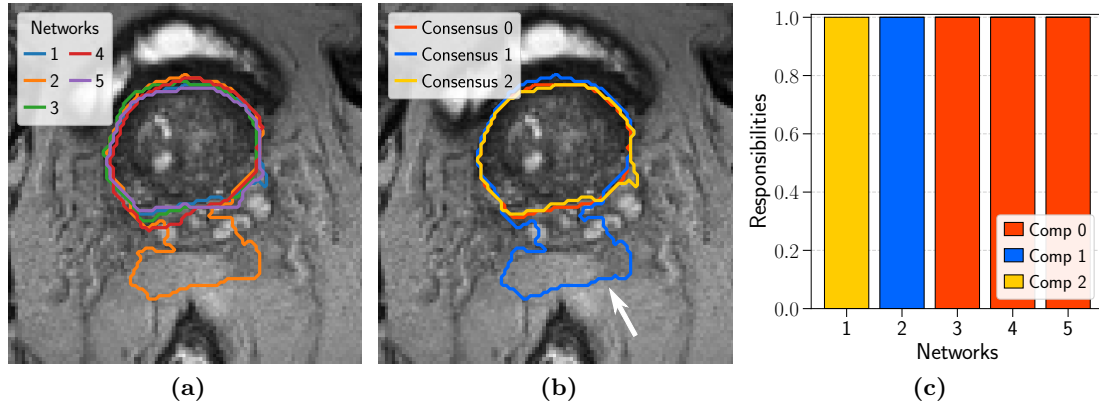 Networks
1 4
2 5
3
(a)
Consensus 0
Consensus 1
Consensus 2
(b)
Responsibilities
1.0
0.8
0.6
0.4
0.2
0.0
Comp 0
Comp 1
Comp 2
1 2 3 4 5
Networks
(c)